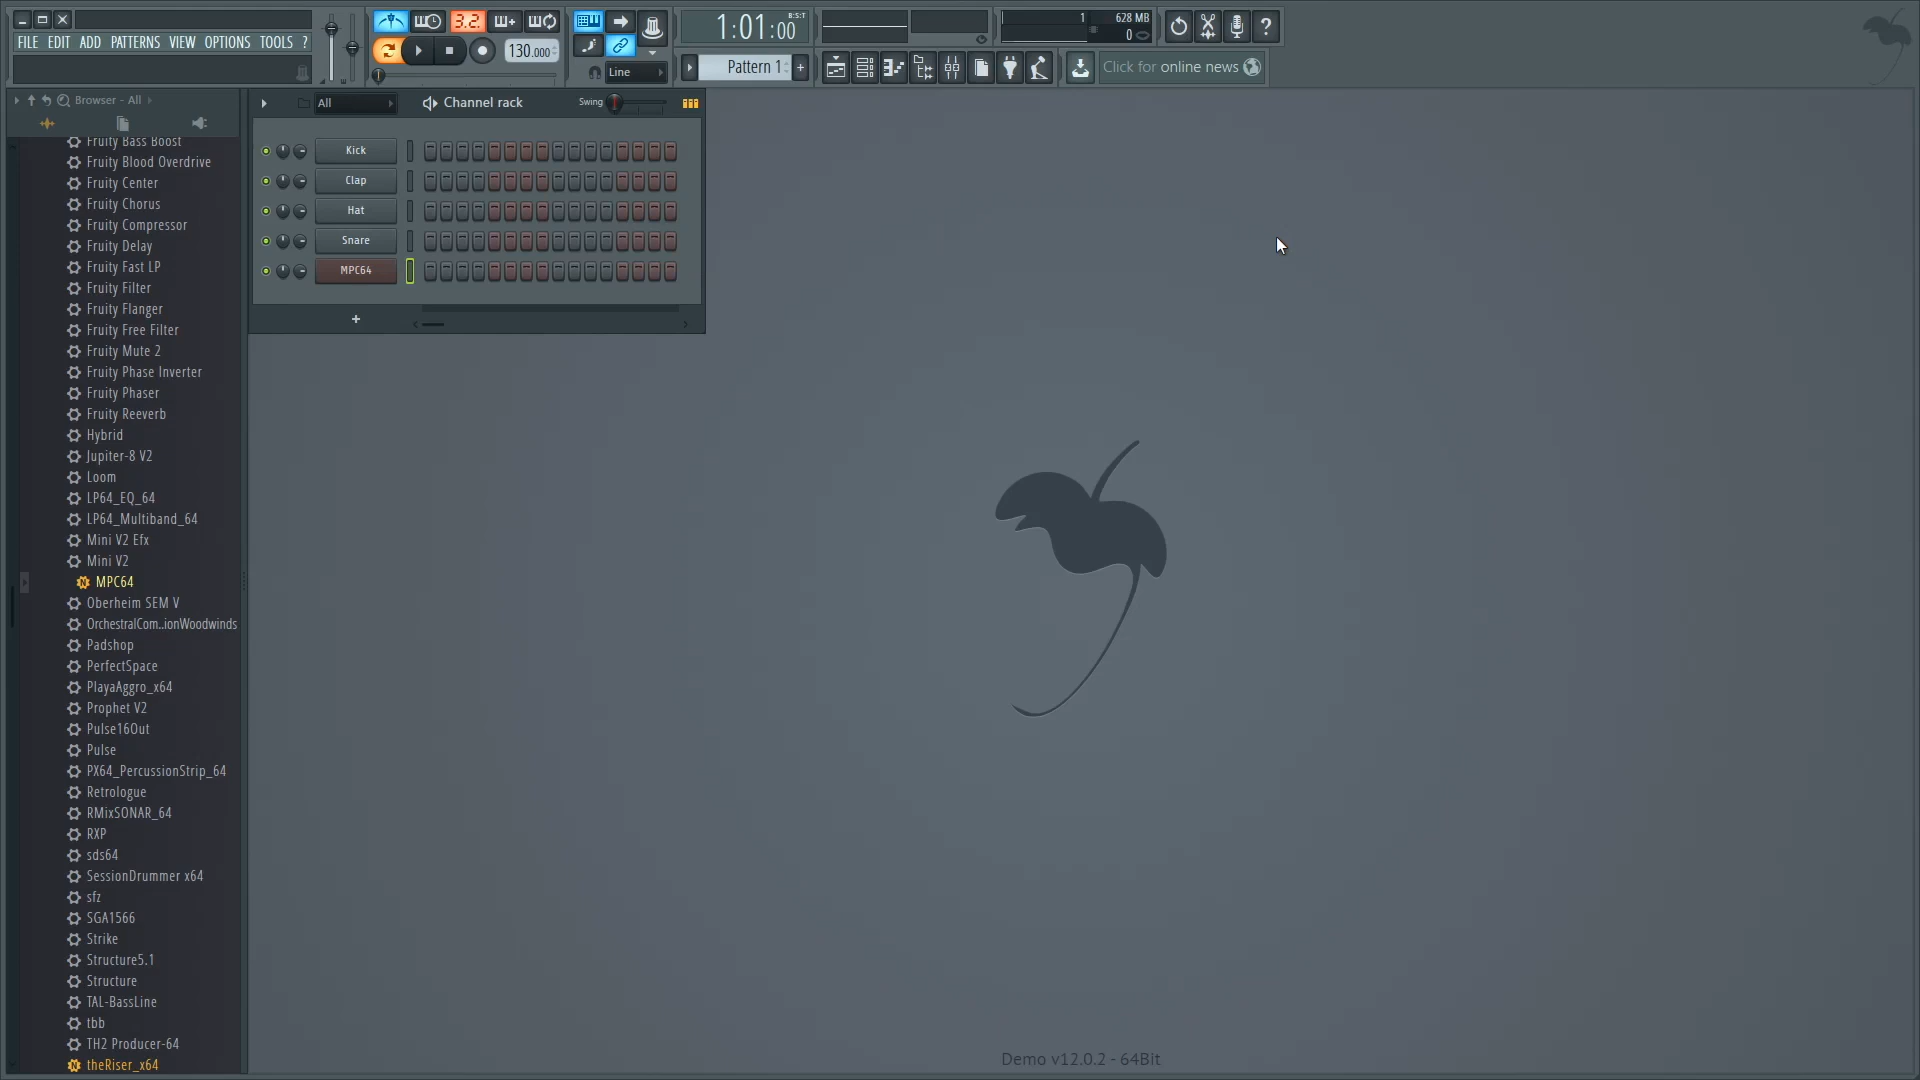 FILE EDIT ADD PATTERNS VIEW OPTIONS TOOLS ?
3.2.
130.000
Line
1:01:00
B:S:T
Pattern 1
+
1
628 MB
0
?
Click for online news
Browser - All
All
Channel rack
Swing
Kick
Clap
Hat
Snare
MPC64
+
Fruity Bass Boost
Fruity Blood Overdrive
Fruity Center
Fruity Chorus
Fruity Compressor
Fruity Delay
Fruity Fast LP
Fruity Filter
Fruity Flanger
Fruity Free Filter
Fruity Mute 2
Fruity Phase Inverter
Fruity Phaser
Fruity Reeverb
Hybrid
Jupiter-8 V2
Loom
LP64_EQ_64
LP64_Multiband_64
Mini V2 Efx
Mini V2
MPC64
Oberheim SEM V
OrchestralCom..ionWoodwinds
Padshop
PerfectSpace
PlayaAggro_x64
Prophet V2
Pulse16Out
Pulse
PX64_PercussionStrip_64
Retrologue
RMixSONAR_64
RXP
sds64
SessionDrummer x64
sfz
SGA1566
Strike
Structure5.1
Structure
TAL-BassLine
tbb
TH2 Producer-64
theRiser_x64
Demo v12.0.2 - 64Bit